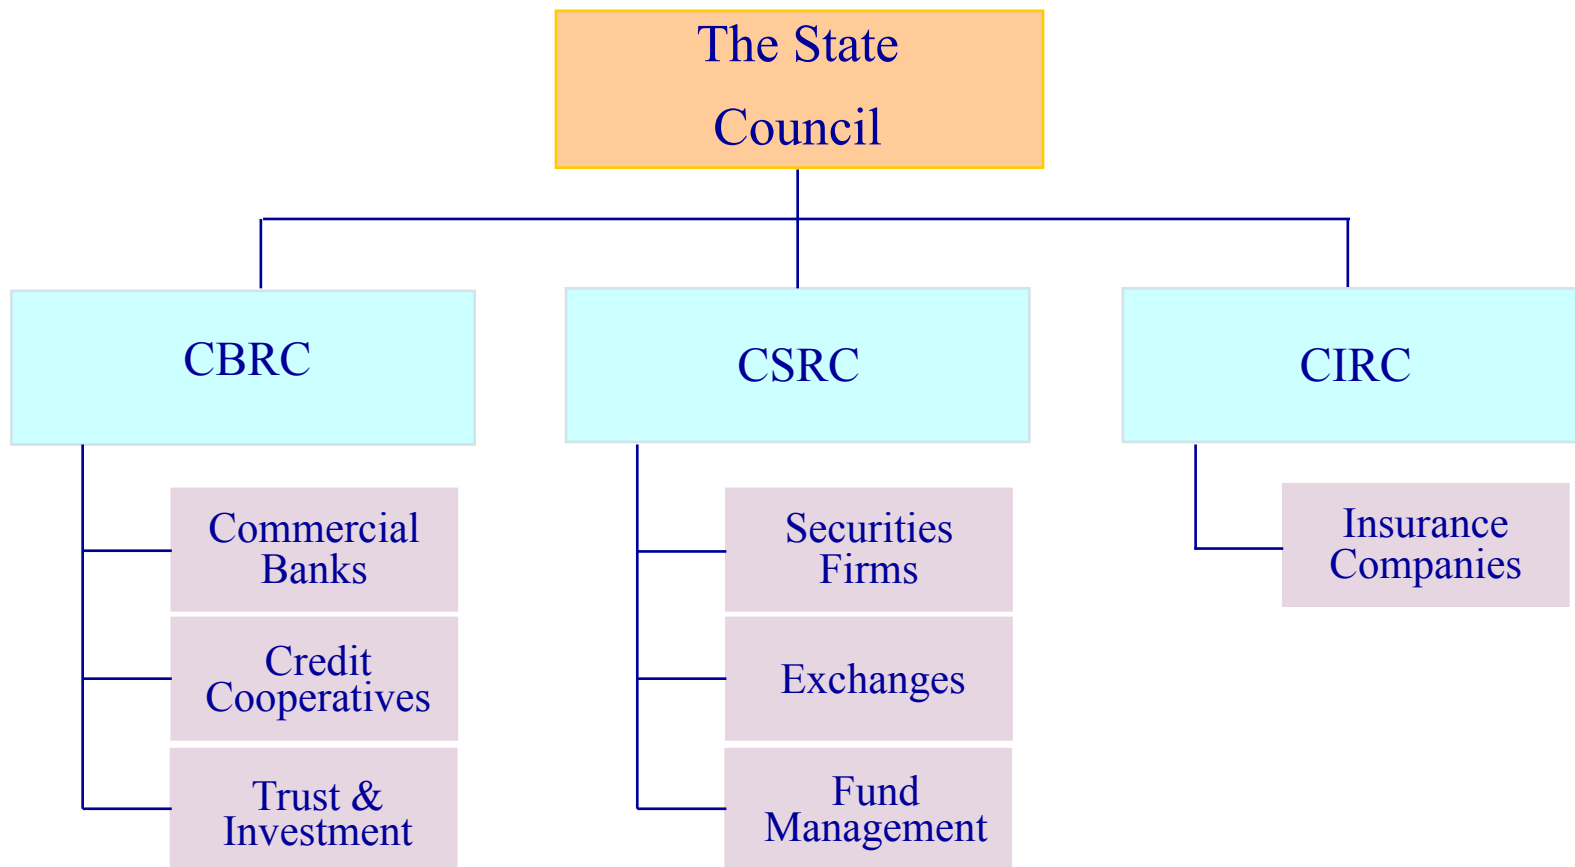 The State
Council
CBRC
CSRC
CIRC
Commercial
Banks
Credit
Cooperatives
Trust &
Investment
Securities
Firms
Exchanges
Fund
Management
Insurance
Companies